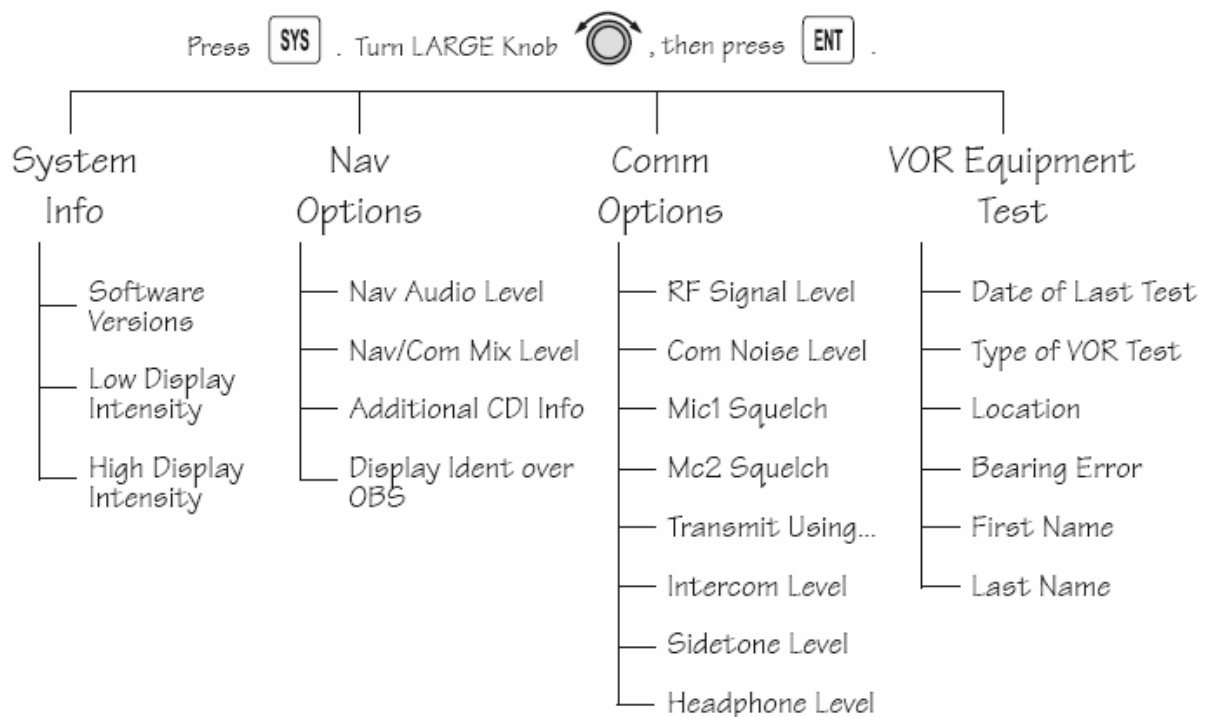 Press SYS . Turn LARGE Knob , then press ENT .
System
Info
Software
Versions
Low Display
Intensity
High Display
Intensity
Nav
Options
Nav Audio Level
Nav/Com Mix Level
Additional CDI Info
Display Ident over
OBS
Comm
Options
RF Signal Level
Com Noise Level
Mic1 Squelch
Mc2 Squelch
Transmit Using...
Intercom Level
Sidetone Level
Headphone Level
VOR Equipment
Test
Date of Last Test
Type of VOR Test
Location
Bearing Error
First Name
Last Name